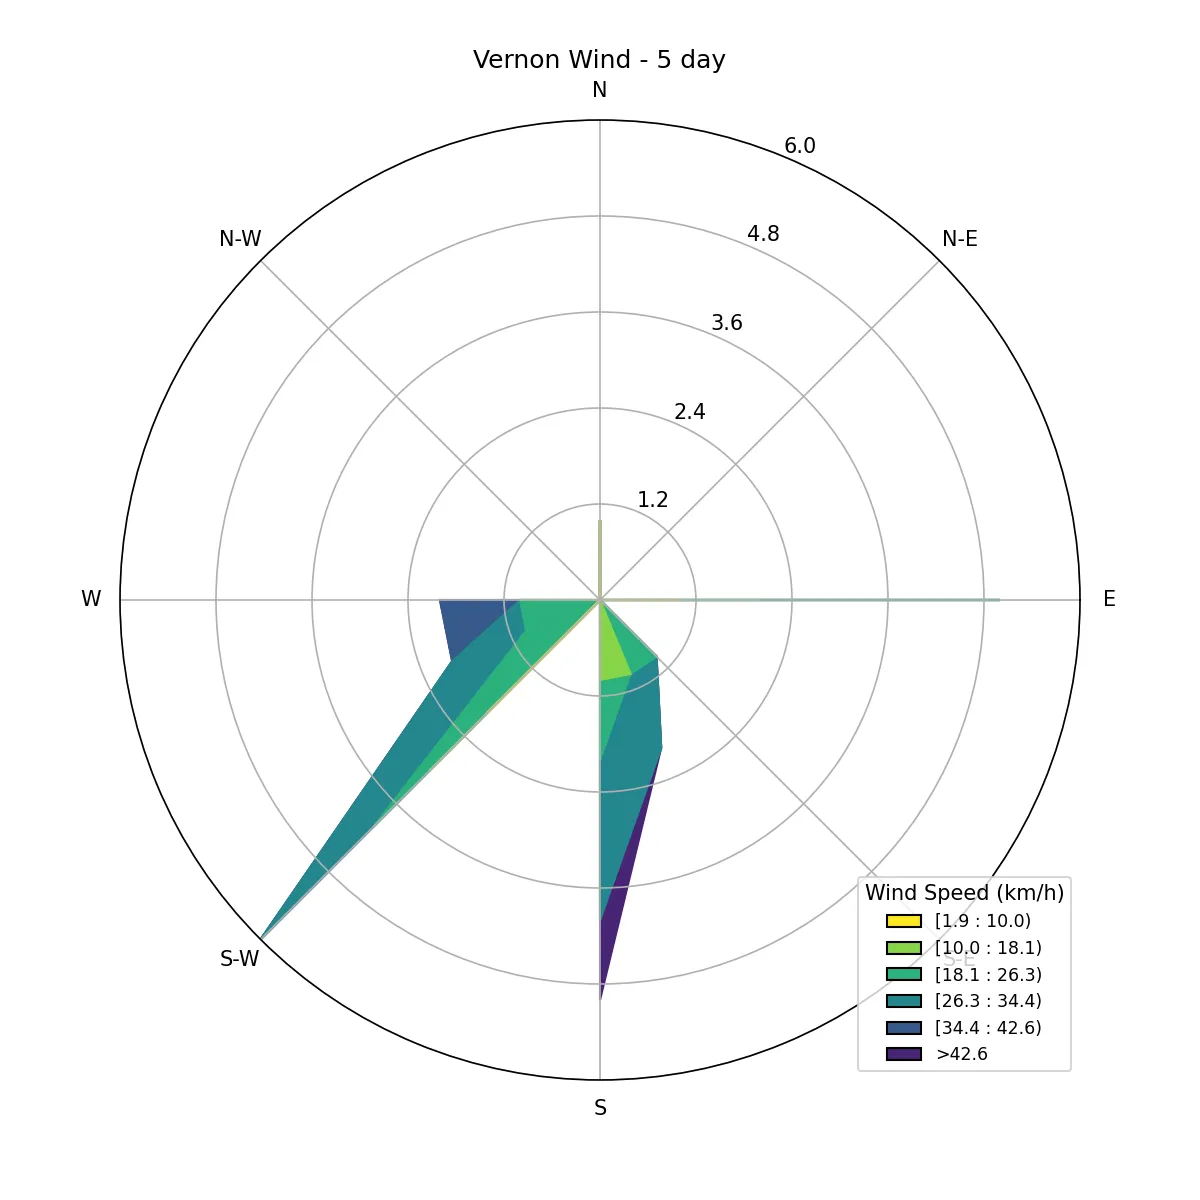 Vernon Wind - 5 day
N
6.0
N-W
4.8
N-E
3.6
2.4
1.2
W
E
S-W
S-E
S
Wind Speed (km/h)
[1.9 : 10.0)
[10.0 : 18.1)
[18.1 : 26.3)
[26.3 : 34.4)
[34.4 : 42.6)
>42.6